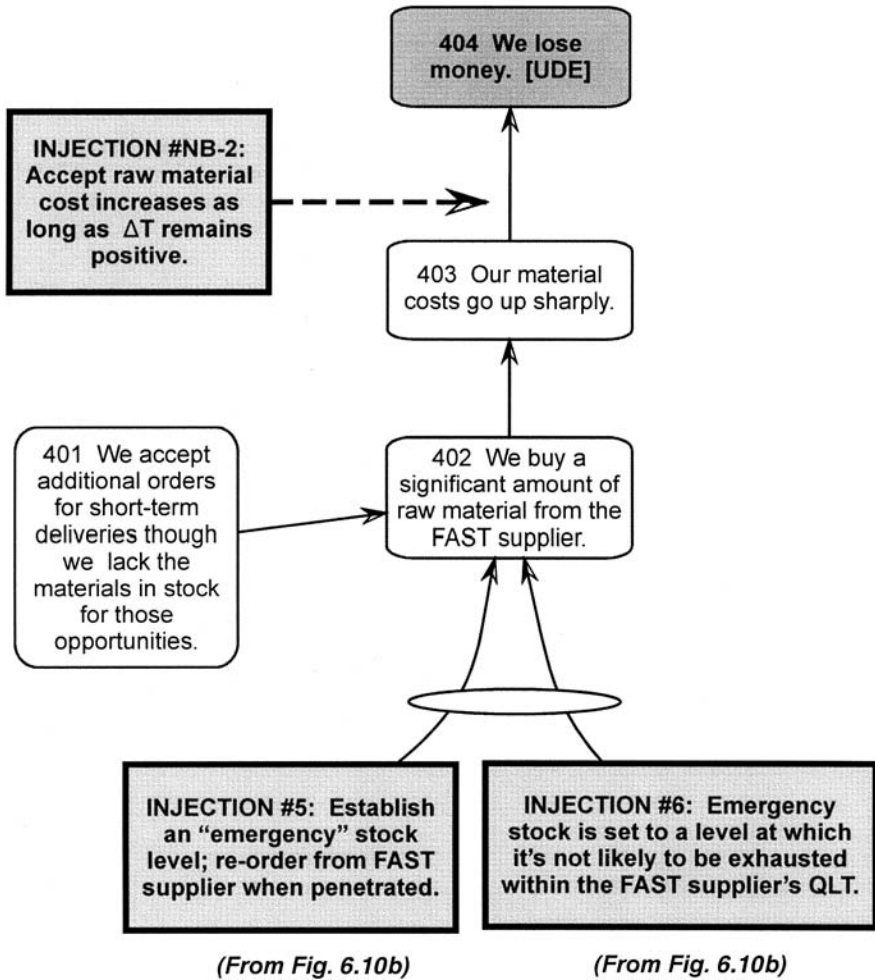 404 We lose
money. [UDE]
INJECTION #NB-2:
Accept raw material
cost increases as
long as ΔT remains
positive.
403 Our material
costs go up sharply.
401 We accept
additional orders
for short-term
deliveries though
we lack the
materials in stock
for those
opportunities.
402 We buy a
significant amount of
raw material from the
FAST supplier.
INJECTION #5: Establish
an “emergency” stock
level; re-order from FAST
supplier when penetrated.
INJECTION #6: Emergency
stock is set to a level at which
it’s not likely to be exhausted
within the FAST supplier’s QLT.
(From Fig. 6.10b)
(From Fig. 6.10b)